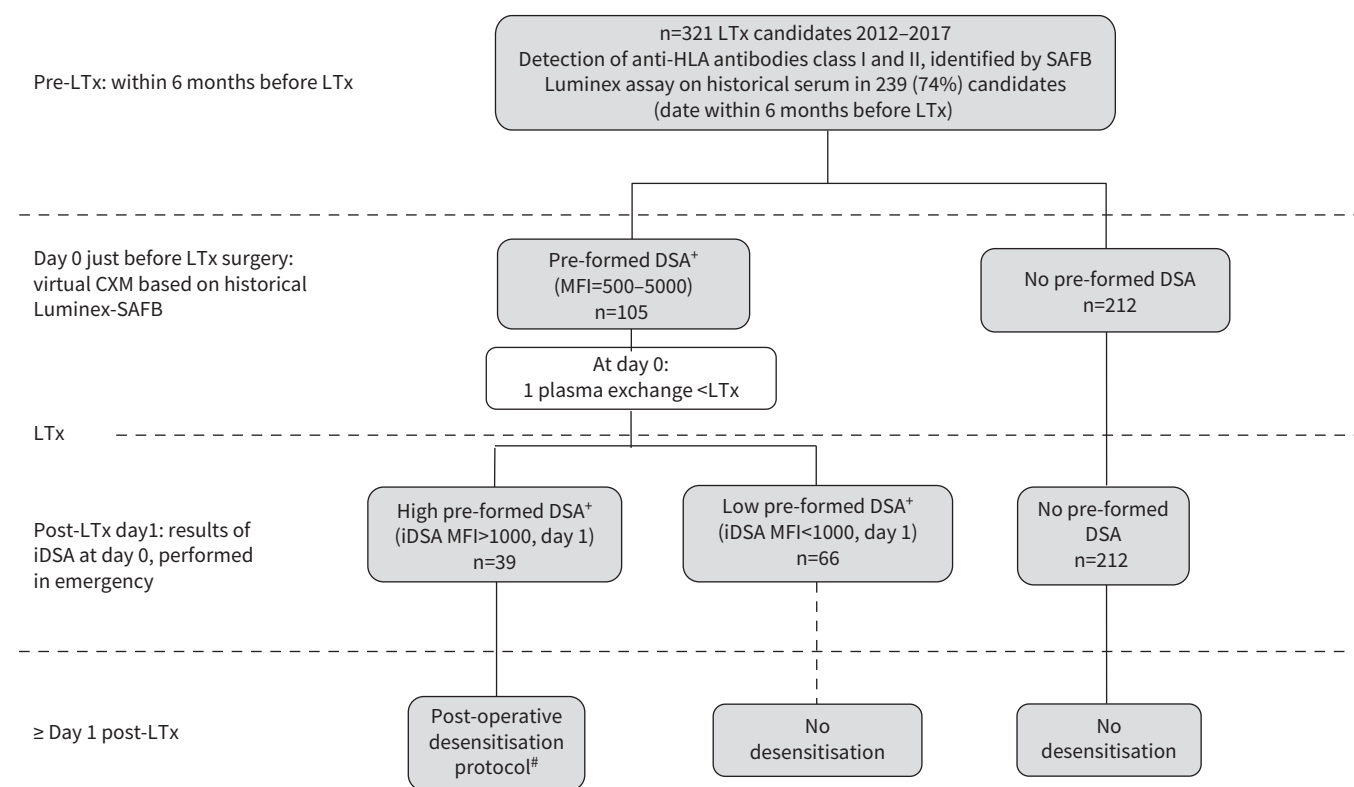 n=321 LTx candidates 2012–2017
Detection of anti-HLA antibodies class I and II, identified by SAFB
Luminex assay on historical serum in 239 (74%) candidates
(date within 6 months before LTx)
Pre-LTx: within 6 months before LTx
Day 0 just before LTx surgery:
virtual CXM based on historical
Luminex-SAFB
Pre-formed DSA⁺
(MFI=500–5000)
n=105
No pre-formed DSA
n=212
At day 0:
1 plasma exchange <LTx
LTx
Post-LTx day1: results of
iDSA at day 0, performed
in emergency
High pre-formed DSA⁺
(iDSA MFI>1000, day 1)
n=39
Low pre-formed DSA⁺
(iDSA MFI<1000, day 1)
n=66
No pre-formed
DSA
n=212
≥ Day 1 post-LTx
Post-operative
desensitisation
protocol#
No
desensitisation
No
desensitisation